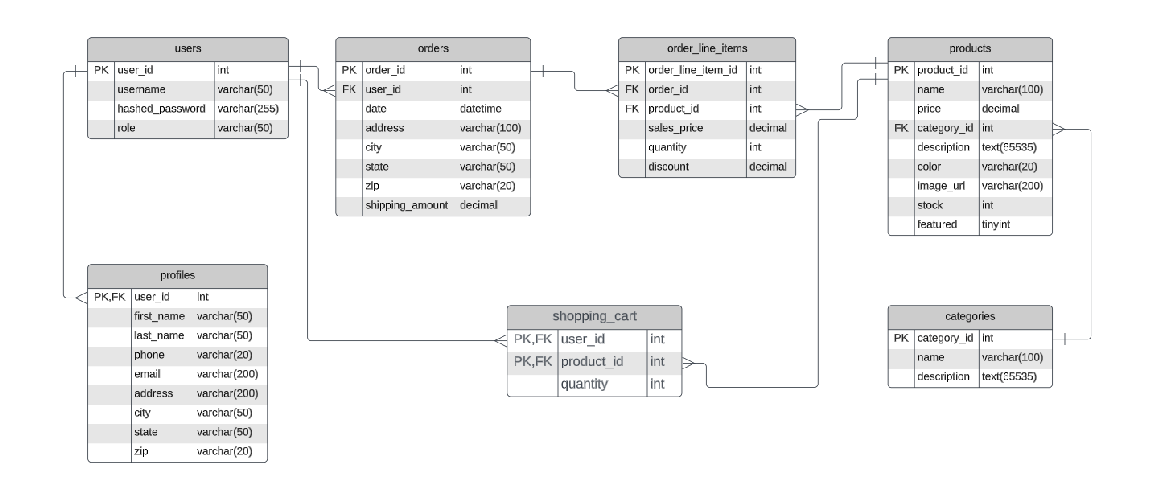 users
PK user_id int
username varchar(50)
hashed_password varchar(255)
role varchar(50)
orders
PK order_id int
FK user_id int
date datetime
address varchar(100)
city varchar(50)
state varchar(50)
zip varchar(20)
shipping_amount decimal
order_line_items
PK order_line_item_id int
FK order_id int
FK product_id int
sales_price decimal
quantity int
discount decimal
products
PK product_id int
name varchar(100)
price decimal
FK category_id int
description text(65535)
color varchar(20)
image_url varchar(200)
stock int
featured tinyint
profiles
PK,FK user_id int
first_name varchar(50)
last_name varchar(50)
phone varchar(20)
email varchar(200)
address varchar(200)
city varchar(50)
state varchar(50)
zip varchar(20)
shopping_cart
PK,FK user_id int
PK,FK product_id int
quantity int
categories
PK category_id int
name varchar(100)
description text(65535)